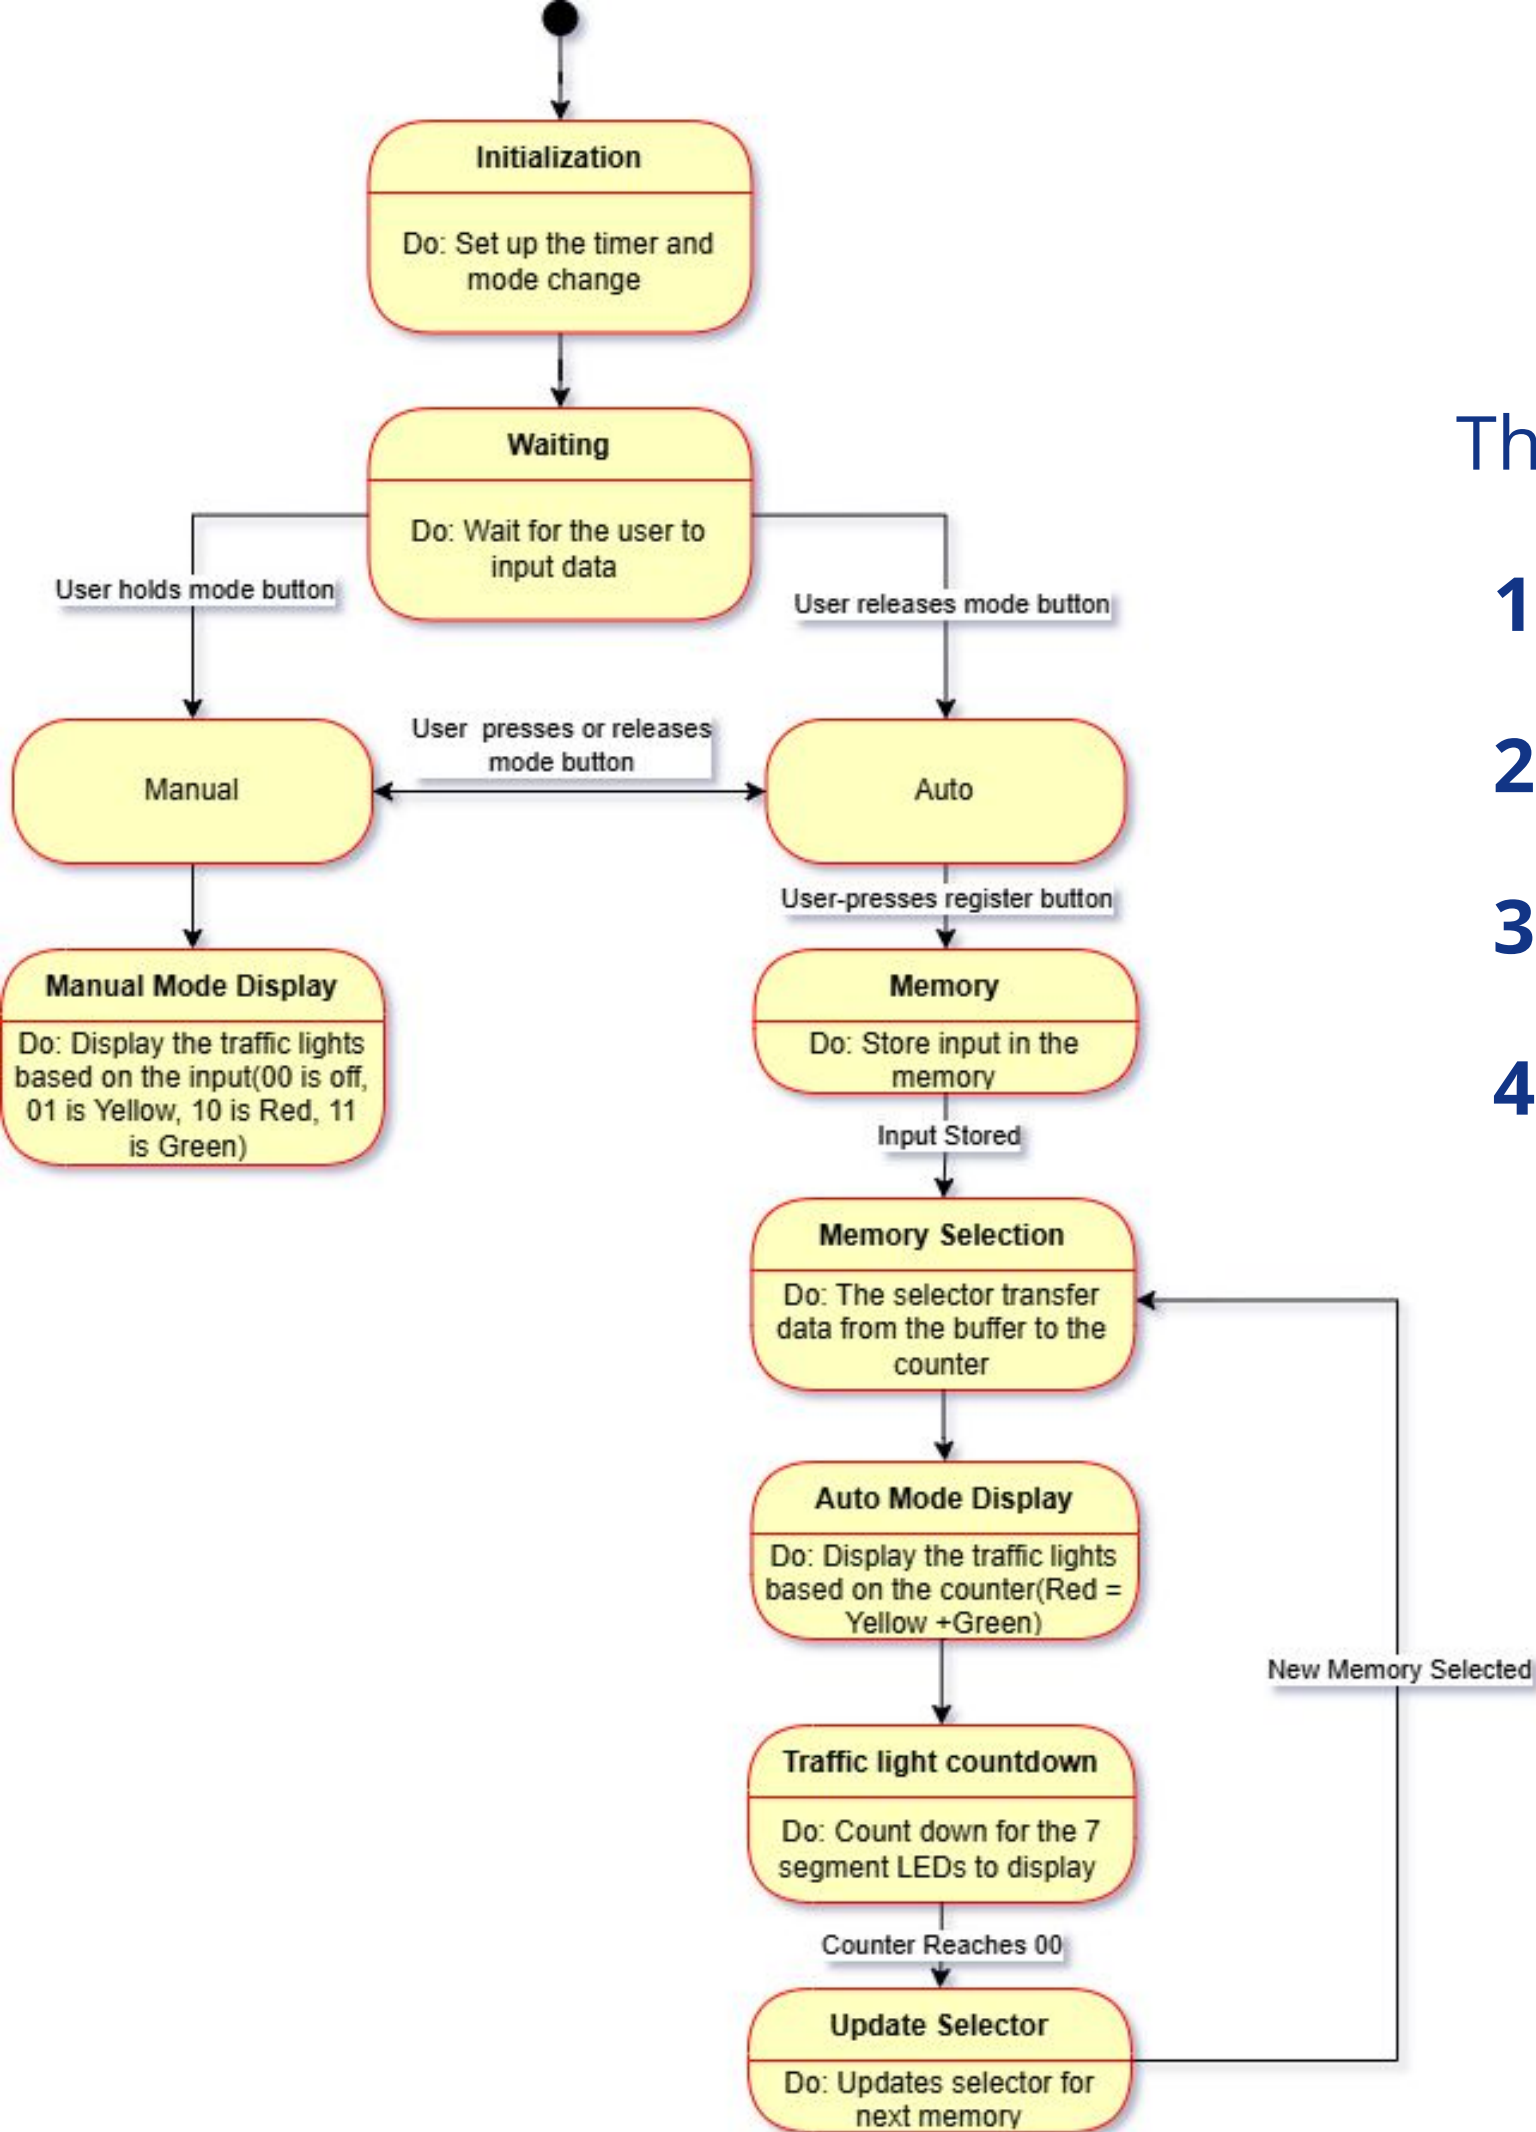 Initialization
Do: Set up the timer and
mode change
Waiting
Do: Wait for the user to
input data
User holds mode button
User releases mode button
User  presses or releases
mode button
Manual
Auto
User-presses register button
Manual Mode Display
Do: Display the traffic lights
based on the input(00 is off,
01 is Yellow, 10 is Red, 11
is Green)
Memory
Do: Store input in the
memory
Input Stored
Memory Selection
Do: The selector transfer
data from the buffer to the
counter
Auto Mode Display
Do: Display the traffic lights
based on the counter(Red =
Yellow +Green)
New Memory Selected
Traffic light countdown
Do: Count down for the 7
segment LEDs to display
Counter Reaches 00
Update Selector
Do: Updates selector for
next memory
Th
1
2
3
4